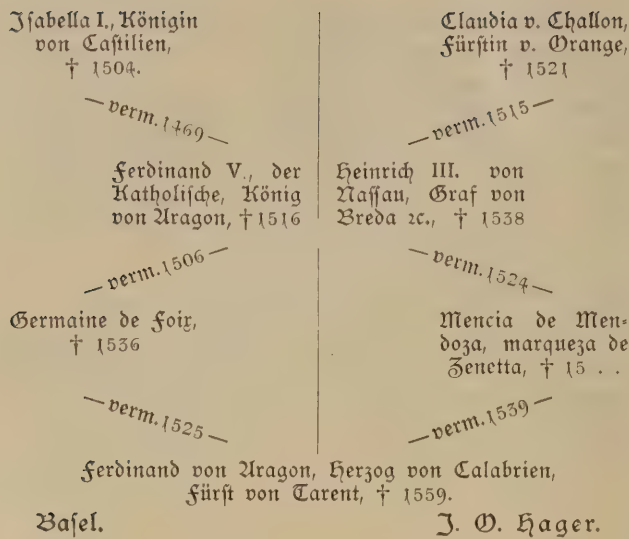 Iſabella I., Königin
von Caſtilien,
† 1504.
Claudia v. Challon,
Fürſtin v. Orange,
† 1521
— verm. 1469 —
— verm. 1515 —
Ferdinand V., der
Katholiſche, König
von Aragon, † 1516
Heinrich III. von
Naſſau, Graf von
Breda ꝛc., † 1538
— verm. 1506 —
— verm. 1524 —
Germaine de Foix,
† 1536
Mencia de Men-
doza, marqueza de
Zenetta, † 15 . .
— verm. 1525 —
— verm. 1539 —
Ferdinand von Aragon, Herzog von Calabrien,
Fürſt von Tarent, † 1559.
Baſel. J. O. Hager.